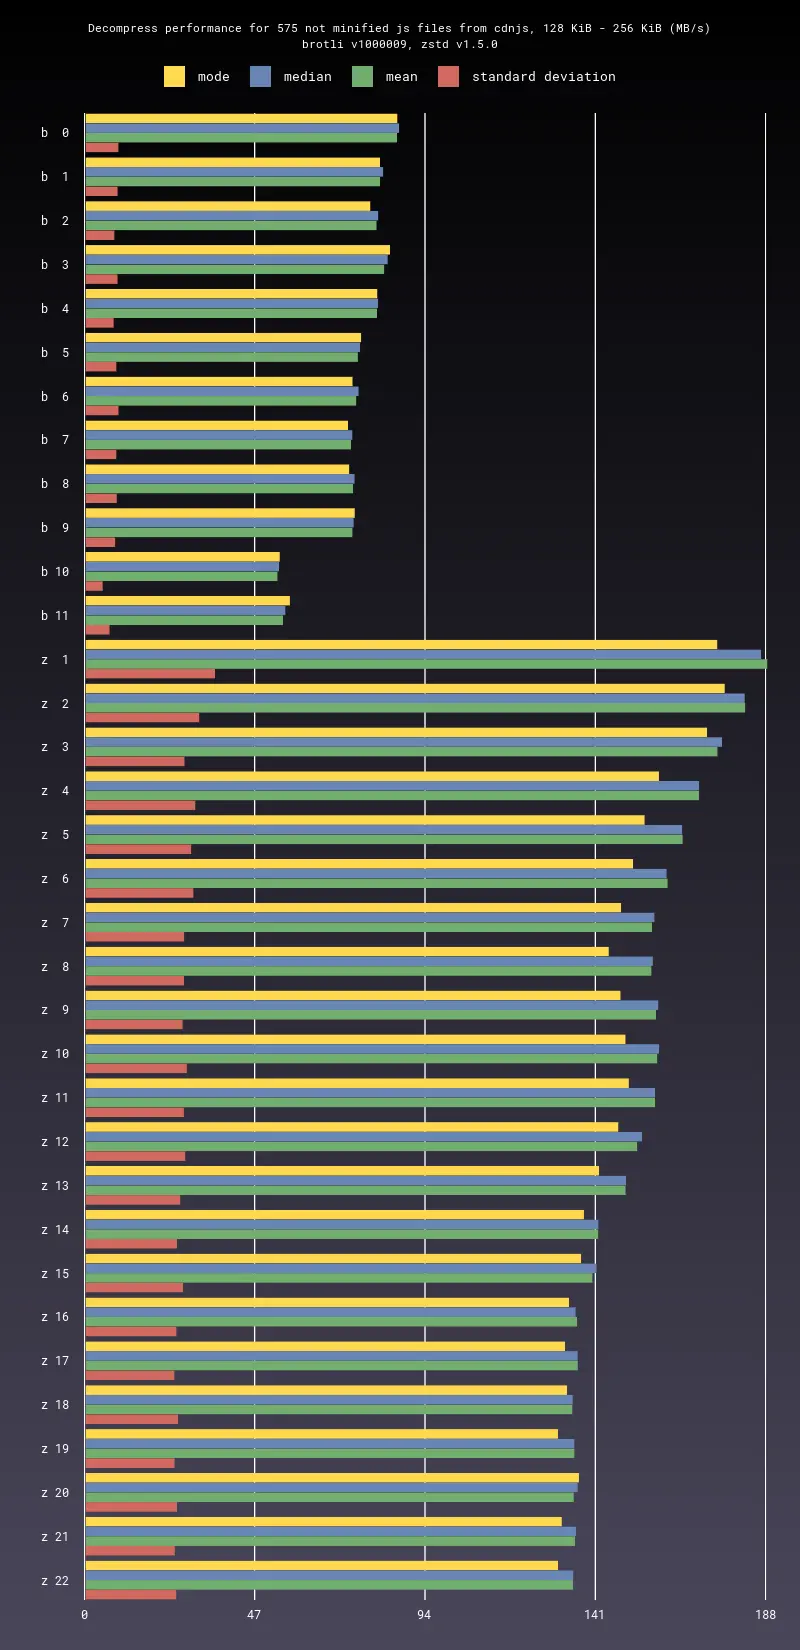 Decompress performance for 575 not minified js files from cdnjs, 128 KiB - 256 KiB (MB/s)
brotli v1000009, zstd v1.5.0
mode median mean standard deviation
b 0
b 1
b 2
b 3
b 4
b 5
b 6
b 7
b 8
b 9
b 10
b 11
z 1
z 2
z 3
z 4
z 5
z 6
z 7
z 8
z 9
z 10
z 11
z 12
z 13
z 14
z 15
z 16
z 17
z 18
z 19
z 20
z 21
z 22
0 47 94 141 188